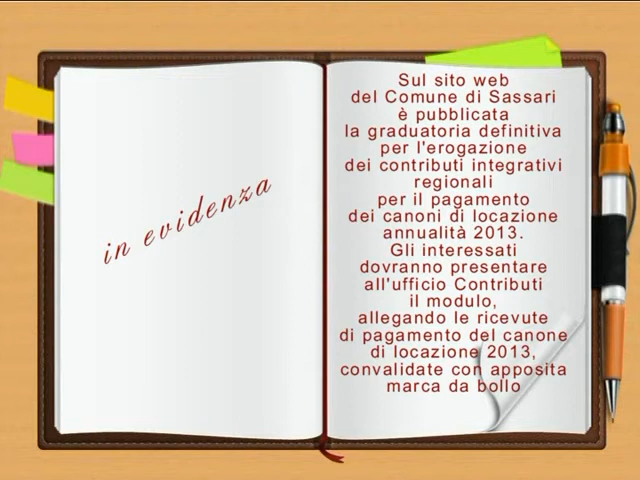 in evidenza
Sul sito web
del Comune di Sassari
è pubblicata
la graduatoria definitiva
per l'erogazione
dei contributi integrativi
regionali
per il pagamento
dei canoni di locazione
annualità 2013.
Gli interessati
dovranno presentare
all'ufficio Contributi
il modulo,
allegando le ricevute
di pagamento del canone
di locazione 2013,
convalidate con apposita
marca da bollo